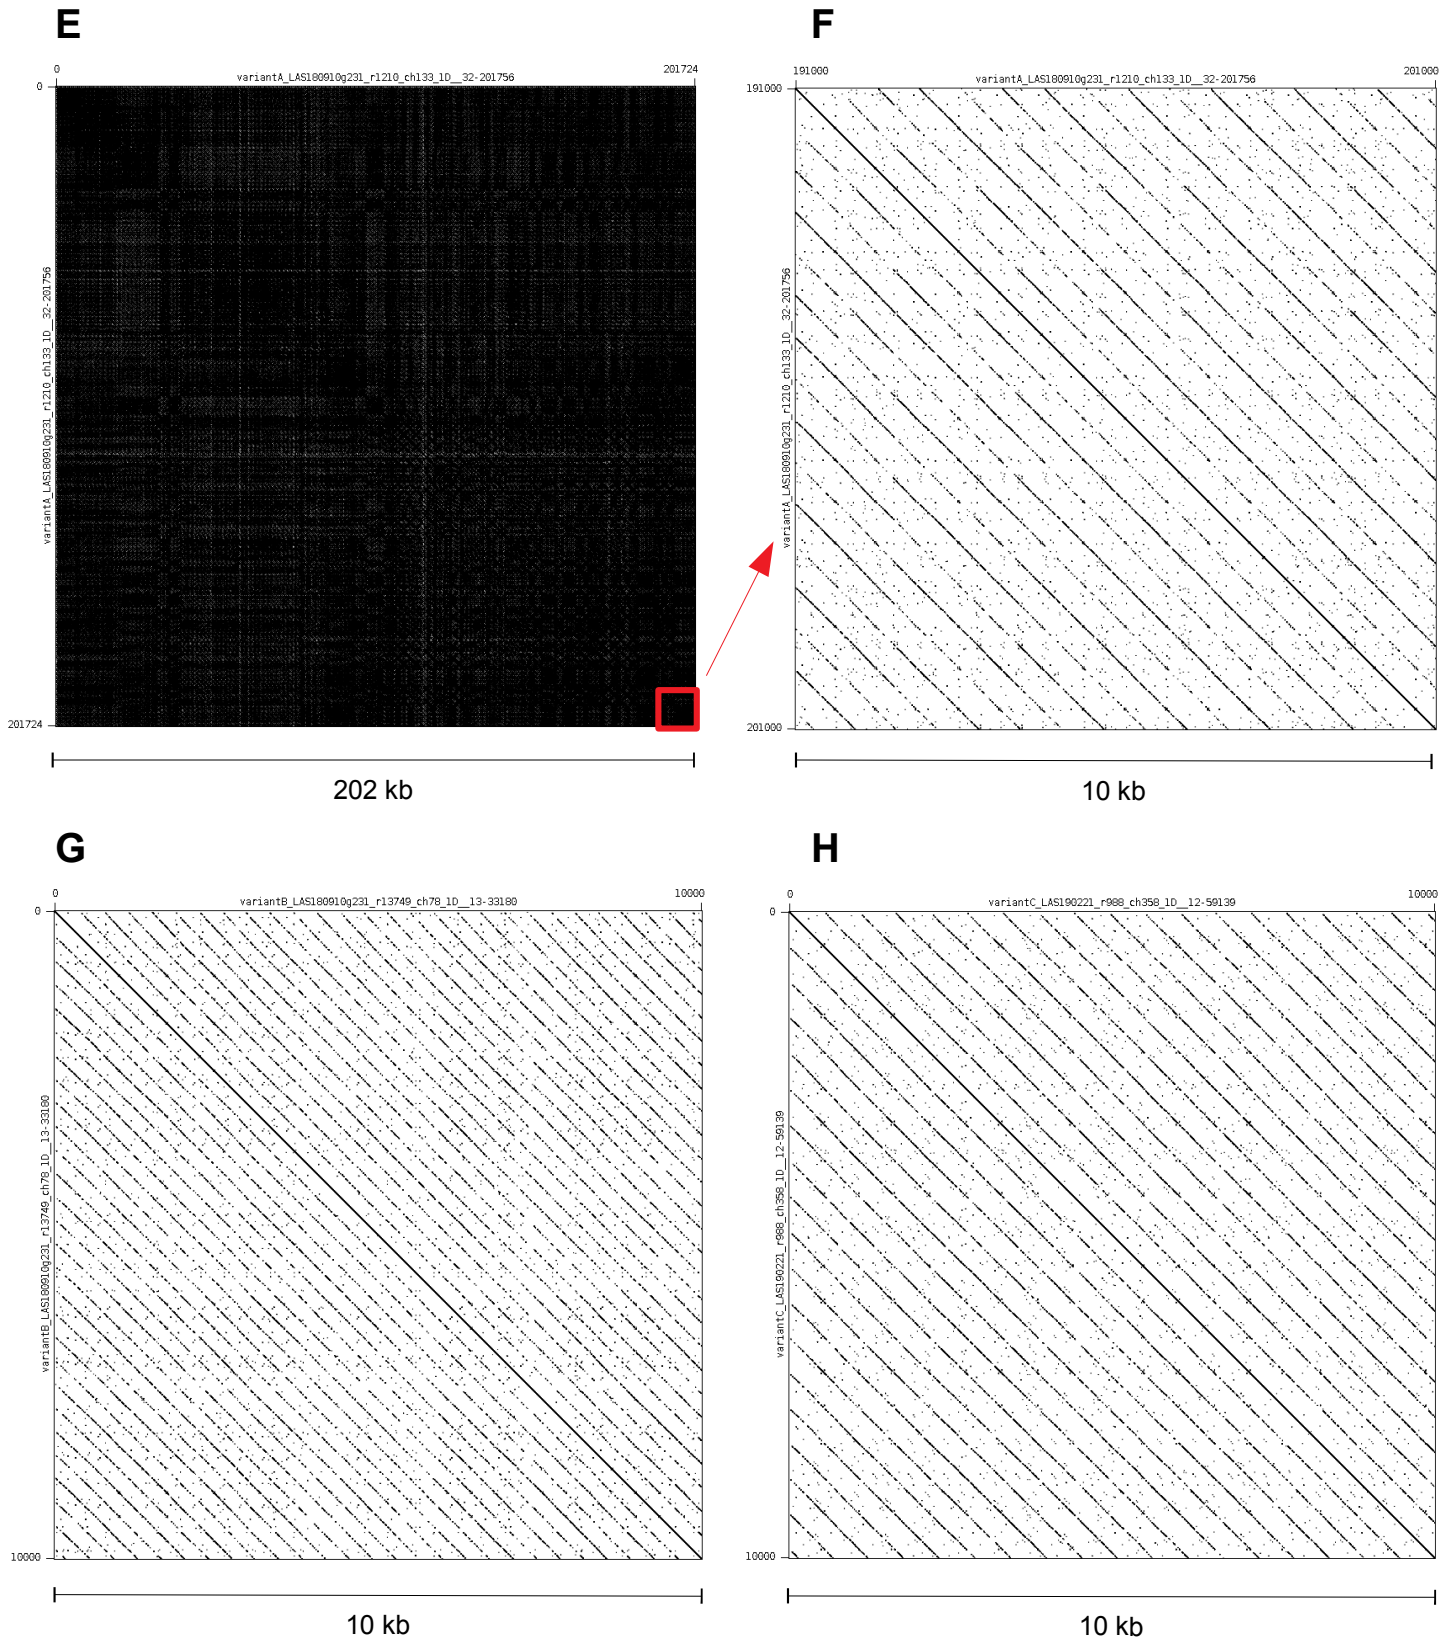 E
F
0
201724
variantA_LAS180910g231_r1210_ch133_1D__32-201756
0
variantA_LAS180910g231_r1210_ch133_1D__32-201756
201724
202 kb
191000
201000
variantA_LAS180910g231_r1210_ch133_1D__32-201756
191000
variantA_LAS180910g231_r1210_ch133_1D__32-201756
201000
10 kb
G
H
0
10000
variantB_LAS180910g231_r13749_ch78_1D__13-33180
0
variantB_LAS180910g231_r13749_ch78_1D__13-33180
10000
10 kb
0
10000
variantC_LAS190221_r988_ch358_1D__12-59139
0
variantC_LAS190221_r988_ch358_1D__12-59139
10000
10 kb